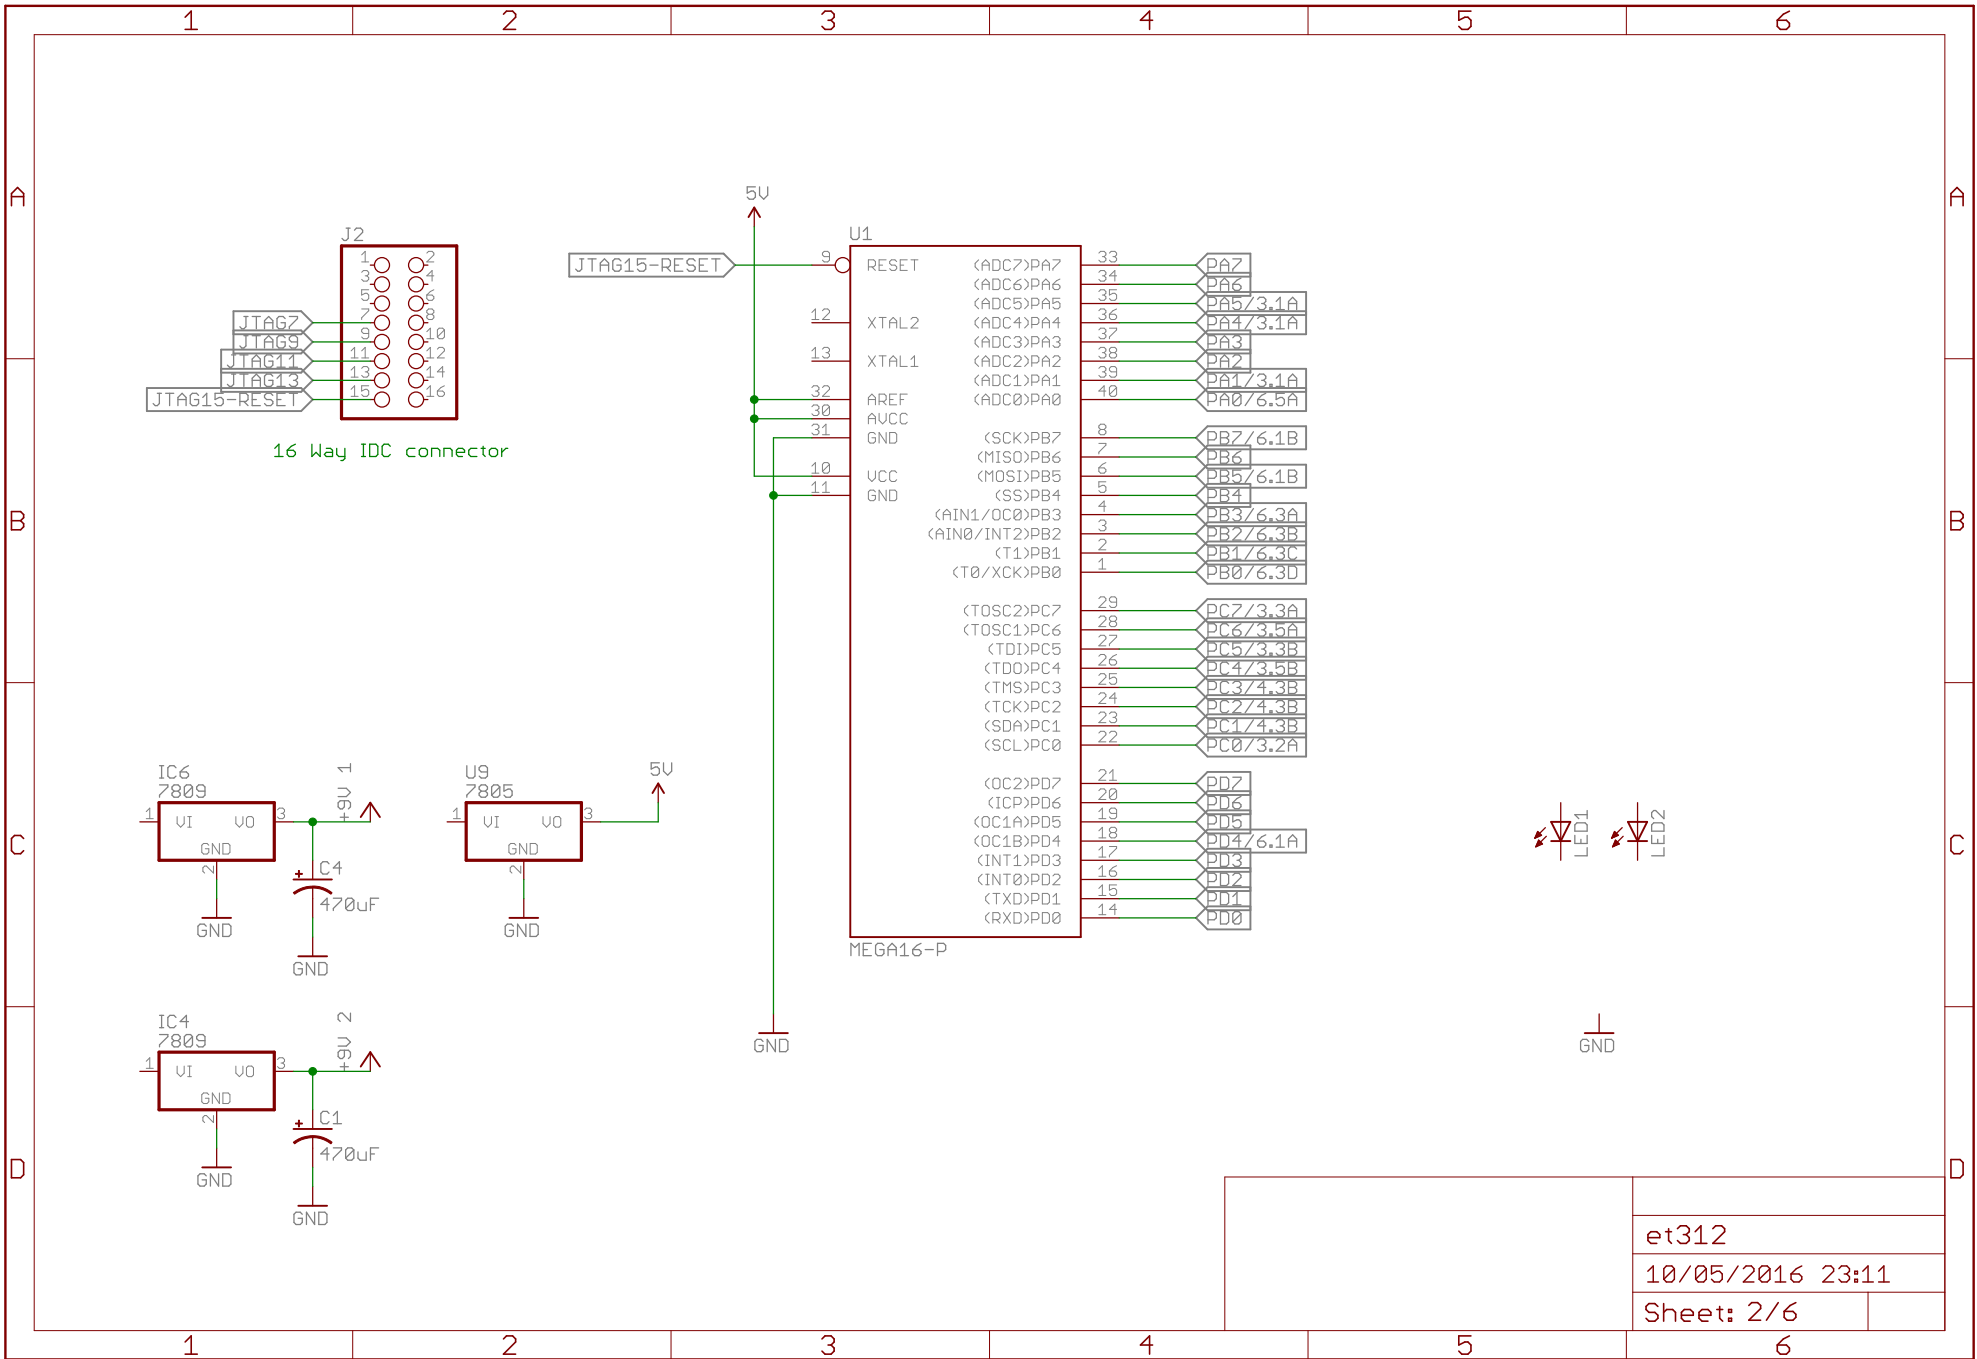 1 2 3 4 5 6
A A
5V
J2
1 2
3 4
5 6
JTAG7 7 8
JTAG9 9 10
JTAG11 11 12
JTAG13 13 14
JTAG15-RESET 15 16
16 Way IDC connector
U1
JTAG15-RESET 9 RESET (ADC7)PA7 33 PA7
(ADC6)PA6 34 PA6
(ADC5)PA5 35 PA5/3.1A
12 XTAL2 (ADC4)PA4 36 PA4/3.1A
(ADC3)PA3 37 PA3
13 XTAL1 (ADC2)PA2 38 PA2
(ADC1)PA1 39 PA1/3.1A
32 AREF (ADC0)PA0 40 PA0/6.5A
30 AVCC
31 GND (SCK)PB7 8 PB7/6.1B
(MISO)PB6 7 PB6
10 VCC (MOSI)PB5 6 PB5/6.1B
11 GND (SS)PB4 5 PB4
(AIN1/OC0)PB3 4 PB3/6.3A
(AIN0/INT2)PB2 3 PB2/6.3B
(T1)PB1 2 PB1/6.3C
(T0/XCK)PB0 1 PB0/6.3D
(TOSC2)PC7 29 PC7/3.3A
(TOSC1)PC6 28 PC6/3.5A
(TDI)PC5 27 PC5/3.3B
(TDO)PC4 26 PC4/3.5B
(TMS)PC3 25 PC3/4.3B
(TCK)PC2 24 PC2/4.3B
(SDA)PC1 23 PC1/4.3B
(SCL)PC0 22 PC0/3.2A
(OC2)PD7 21 PD7
(ICP)PD6 20 PD6
(OC1A)PD5 19 PD5
(OC1B)PD4 18 PD4/6.1A
(INT1)PD3 17 PD3
(INT0)PD2 16 PD2
(TXD)PD1 15 PD1
(RXD)PD0 14 PD0
MEGA16-P
GND
B B
IC6
7809
1 VI VO 3
GND
2
GND
+9V 1
C4
+
470uF
GND
U9
7805
1 VI VO 3
GND
2
GND
5V
LED1 LED2
GND
C C
IC4
7809
1 VI VO 3
GND
2
GND
+9V 2
C1
+
470uF
GND
D D
et312
10/05/2016 23:11
Sheet: 2/6
1 2 3 4 5 6